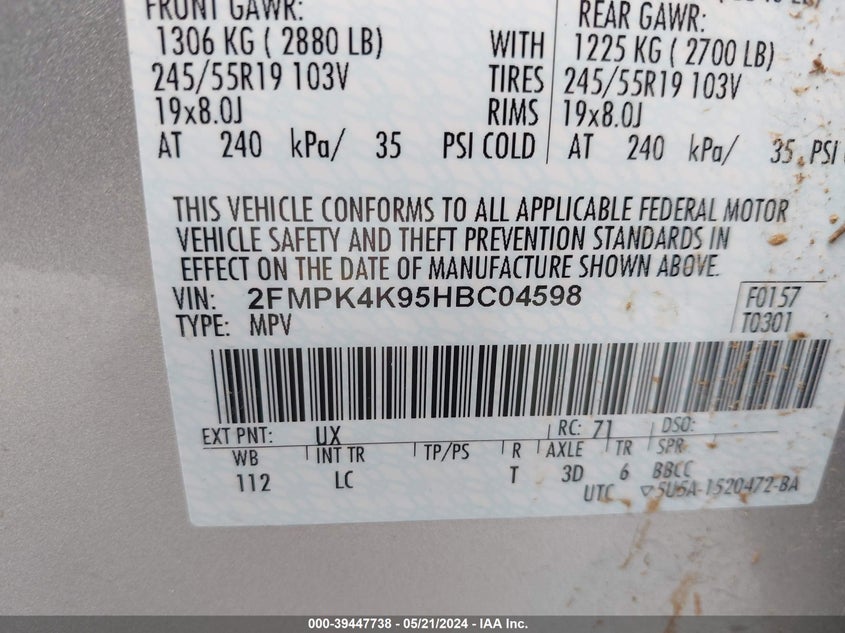 FRONT GAWR:
1306 KG ( 2880 LB) WITH
245/55R19 103V TIRES
19x8.0J RIMS
AT 240 kPa/ 35 PSI COLD
REAR GAWR:
1225 KG ( 2700 LB)
245/55R19 103V
19x8.0J
AT 240 kPa/ 35 PSI
THIS VEHICLE CONFORMS TO ALL APPLICABLE FEDERAL MOTOR
VEHICLE SAFETY AND THEFT PREVENTION STANDARDS IN
EFFECT ON THE DATE OF MANUFACTURE SHOWN ABOVE.
VIN: 2FMPK4K95HBC04598 F0157
TYPE: MPV T0301
EXT PNT: UX RC: 71 DSO:
WB INT TR TP/PS R AXLE TR SPR
112 LC T 3D 6 BBCC
UTC ▽5U5A-1520472-BA
000-39447738 - 05/21/2024 - IAA Inc.